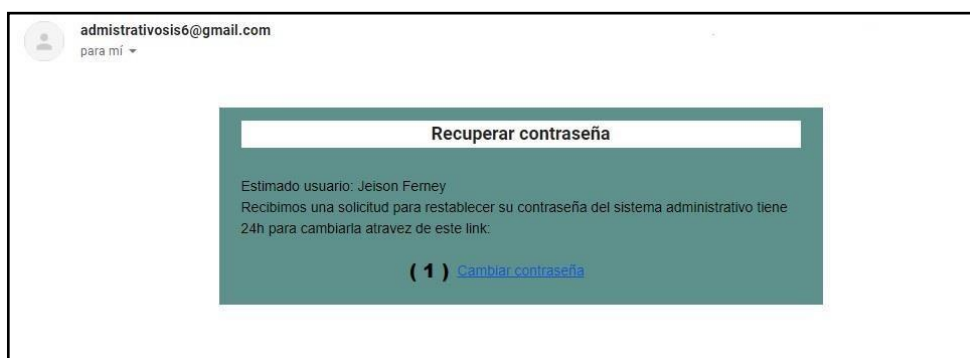 admistrativosis6@gmail.com
para mí
Recuperar contraseña
Estimado usuario: Jeison Ferney
Recibimos una solicitud para restablecer su contraseña del sistema administrativo tiene
24h para cambiarla atravez de este link:
( 1 ) Cambiar contraseña